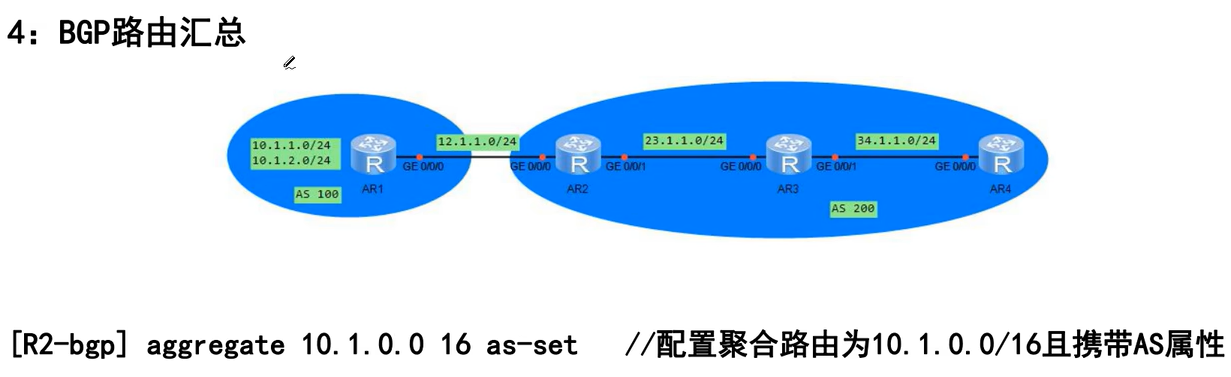 4：BGP路由汇总
10.1.1.0/24
10.1.2.0/24
12.1.1.0/24
23.1.1.0/24
34.1.1.0/24
R
R
R
R
GE 0/0/0
GE 0/0/0
GE 0/0/1
GE 0/0/0
GE 0/0/1
GE 0/0/0
AR1
AR2
AR3
AR4
AS 100
AS 200
[R2-bgp] aggregate 10.1.0.0 16 as-set //配置聚合路由为10.1.0.0/16且携带AS属性